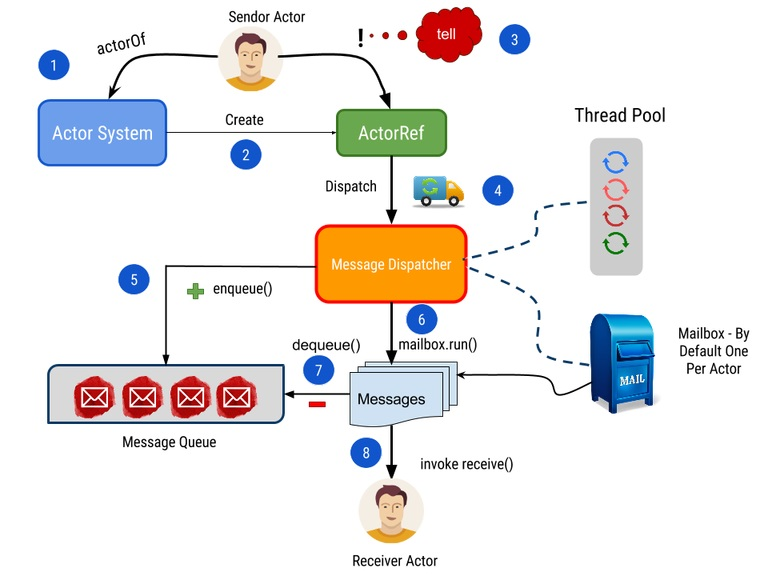 Sendor Actor
actorOf
!
tell
3
1
Actor System
Create
2
ActorRef
Thread Pool
Dispatch
4
Message Dispatcher
5
enqueue()
6
dequeue()
mailbox.run()
7
Messages
MAIL
Mailbox - By
Default One
Per Actor
Message Queue
8
invoke receive()
Receiver Actor